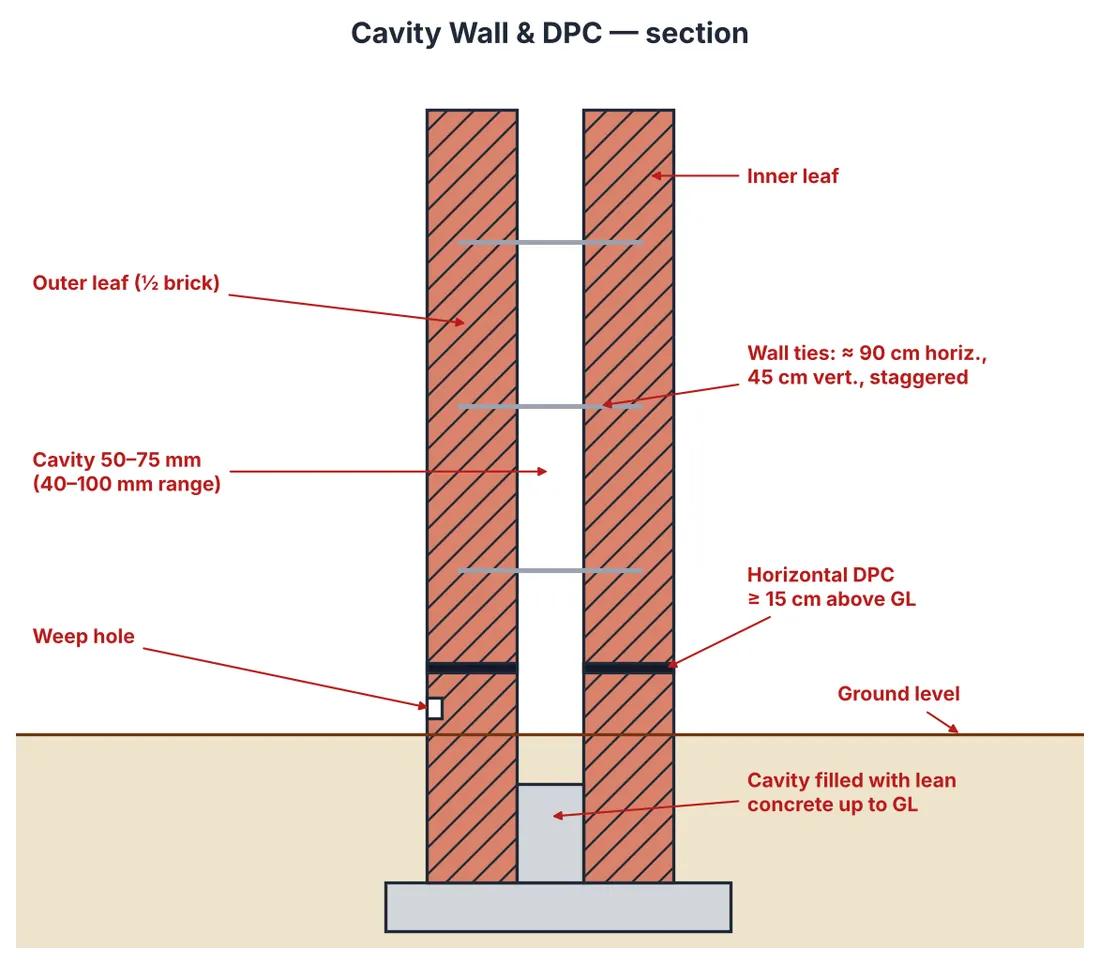 Cavity Wall & DPC — section
Inner leaf
Outer leaf (½ brick)
Wall ties: ≈ 90 cm horiz.,
45 cm vert., staggered
Cavity 50–75 mm
(40–100 mm range)
Horizontal DPC
≥ 15 cm above GL
Weep hole
Ground level
Cavity filled with lean
concrete up to GL